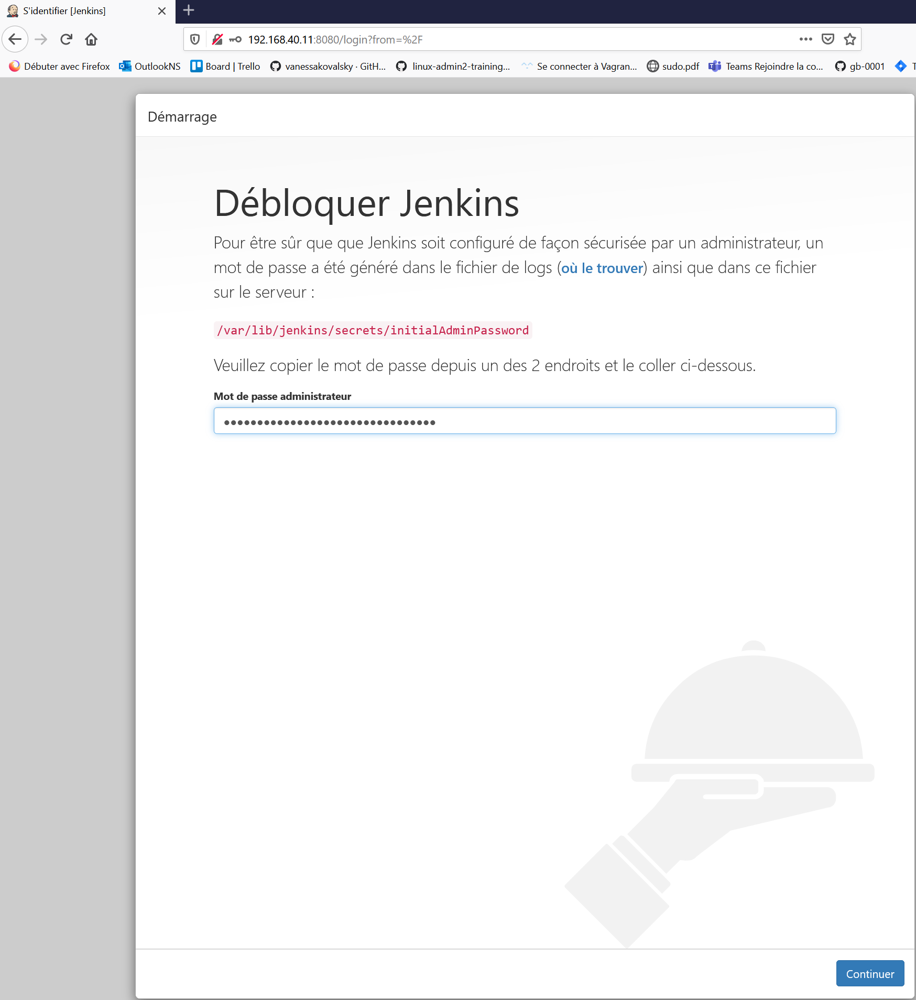 S'identifier [Jenkins]
192.168.40.11:8080/login?from=%2F
Débuter avec Firefox OutlookNS Board | Trello vanessakovalsky · GitH... linux-admin2-training... Se connecter à Vagran... sudo.pdf Teams Rejoindre la co... gb-0001 T
Démarrage
Débloquer Jenkins
Pour être sûr que que Jenkins soit configuré de façon sécurisée par un administrateur, un
mot de passe a été généré dans le fichier de logs (où le trouver) ainsi que dans ce fichier
sur le serveur :
/var/lib/jenkins/secrets/initialAdminPassword
Veuillez copier le mot de passe depuis un des 2 endroits et le coller ci-dessous.
Mot de passe administrateur
Continuer